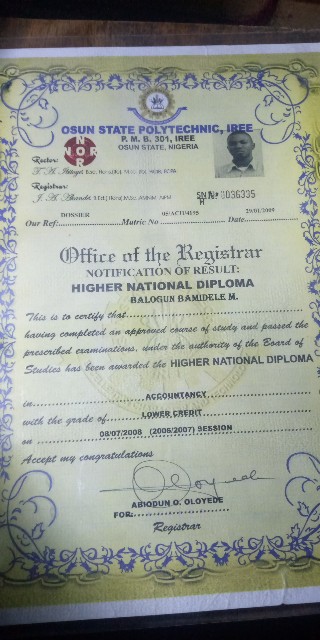 OSUN STATE POLYTECHNIC, IREE
P. M. B. 301, IREE
OSUN STATE, NIGERIA
NOR
NOR
Rector:
Registrar:
S/N Nº 0036335
Our Ref: DOSSIER Matric No Date 29/01/2009
Office of the Registrar
NOTIFICATION OF RESULT:
HIGHER NATIONAL DIPLOMA
BALOGUN BAMIDELE M.
This is to certify that
having completed an approved course of study and passed the
prescribed examinations, under the authority of the Board of
Studies has been awarded the HIGHER NATIONAL DIPLOMA
in ACCOUNTANCY
with the grade of LOWER CREDIT
on 08/07/2008 (2006/2007) SESSION
Accept my congratulations
ABIODUN O. OLOYEDE
FOR:
Registrar